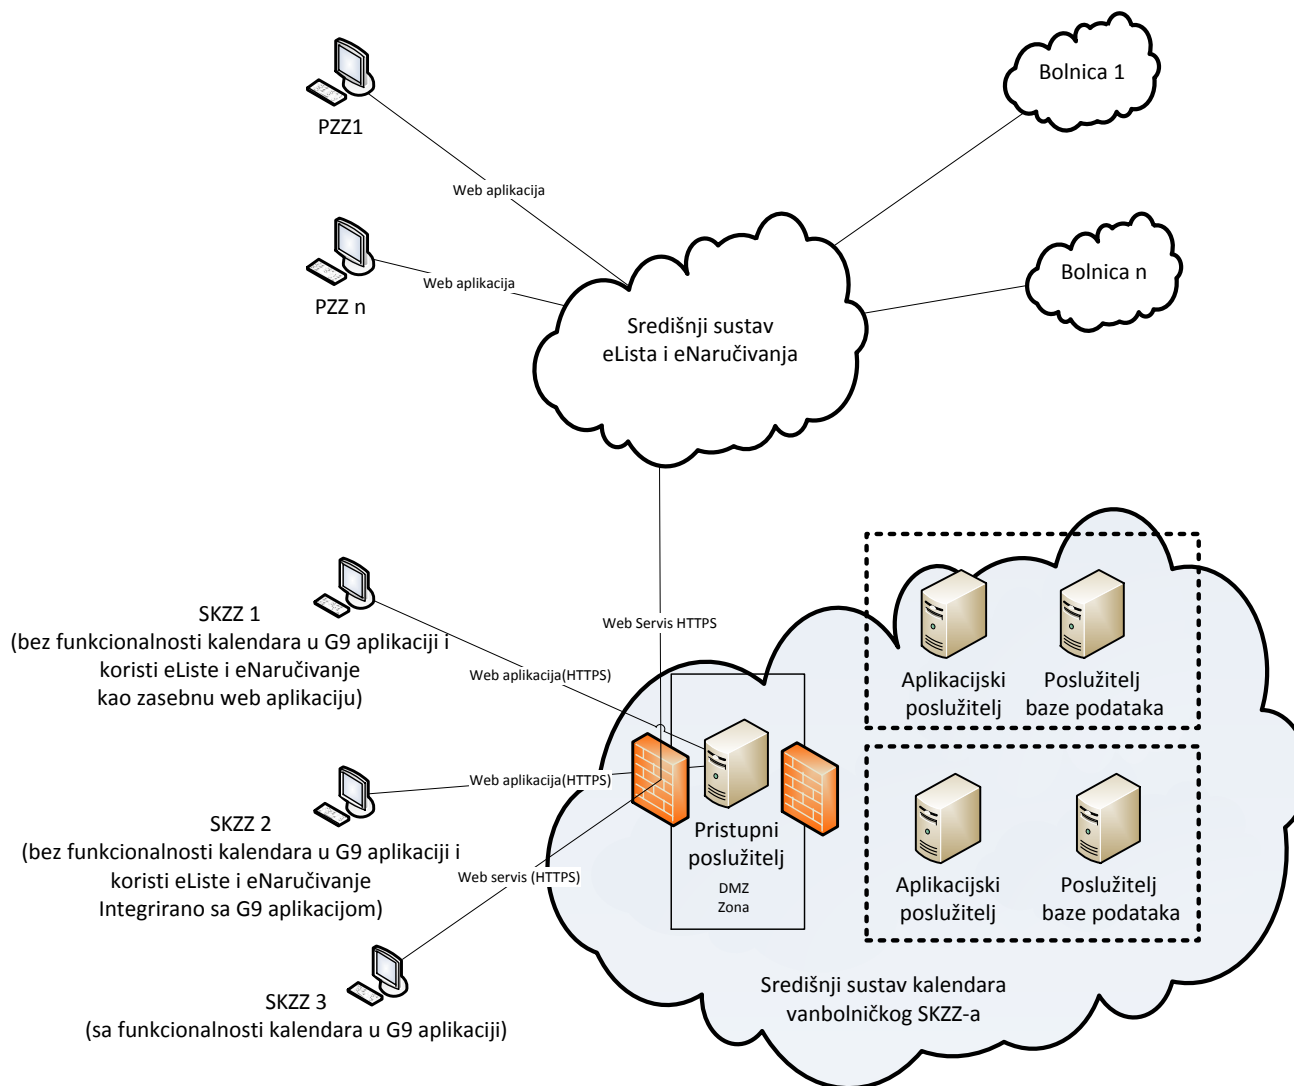 Bolnica 1
PZZ1
Web aplikacija
PZZ n
Web aplikacija
Bolnica n
Središnji sustav
eLista i eNaručivanja
SKZZ 1
(bez funkcionalnosti kalendara u G9 aplikaciji i
koristi eListe i eNaručivanje
kao zasebnu web aplikaciju)
Web Servis HTTPS
Web aplikacija(HTTPS)
Aplikacijski
poslužitelj
Poslužitelj
baze podataka
Web aplikacija(HTTPS)
SKZZ 2
(bez funkcionalnosti kalendara u G9 aplikaciji i
koristi eListe i eNaručivanje
Integrirano sa G9 aplikacijom)
Pristupni
poslužitelj
DMZ
Zona
Aplikacijski
poslužitelj
Poslužitelj
baze podataka
Web servis (HTTPS)
SKZZ 3
(sa funkcionalnosti kalendara u G9 aplikaciji)
Središnji sustav kalendara
vanbolničkog SKZZ-a